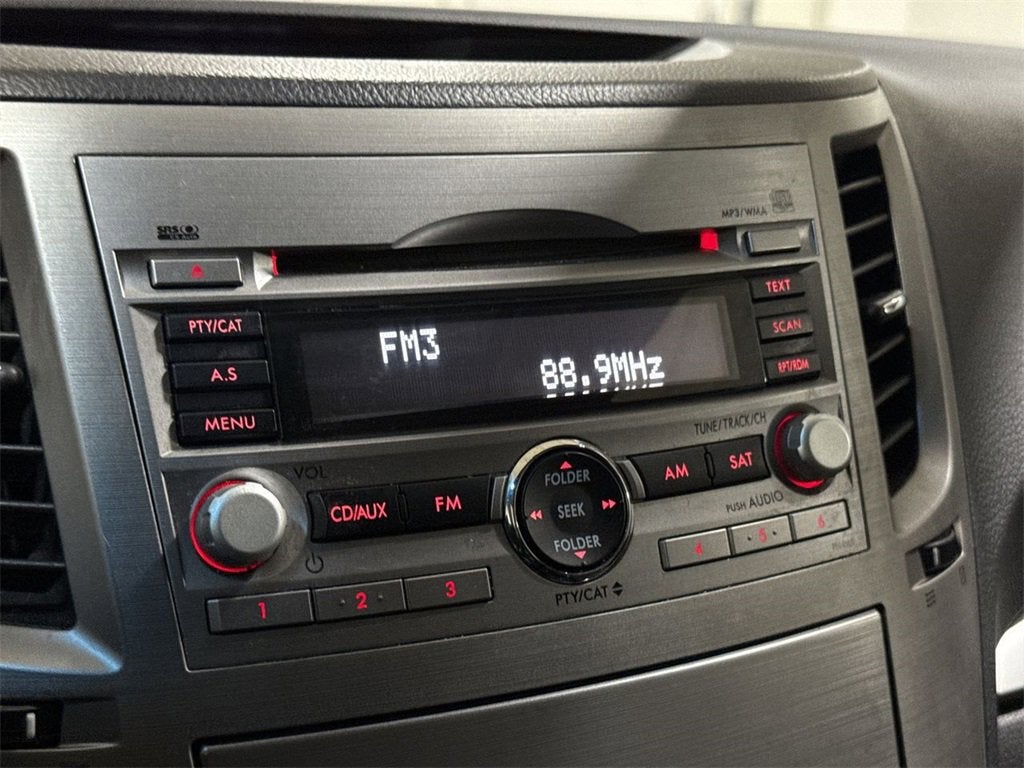 SRS
MP3/WMA
PTY/CAT
TEXT
FM3
SCAN
A.S
88.9MHz
RPT/RDM
MENU
TUNE/TRACK/CH
VOL
FOLDER
AM
SAT
CD/AUX
FM
SEEK
PUSH AUDIO
FOLDER
4
5
6
1
2
3
PTY/CAT